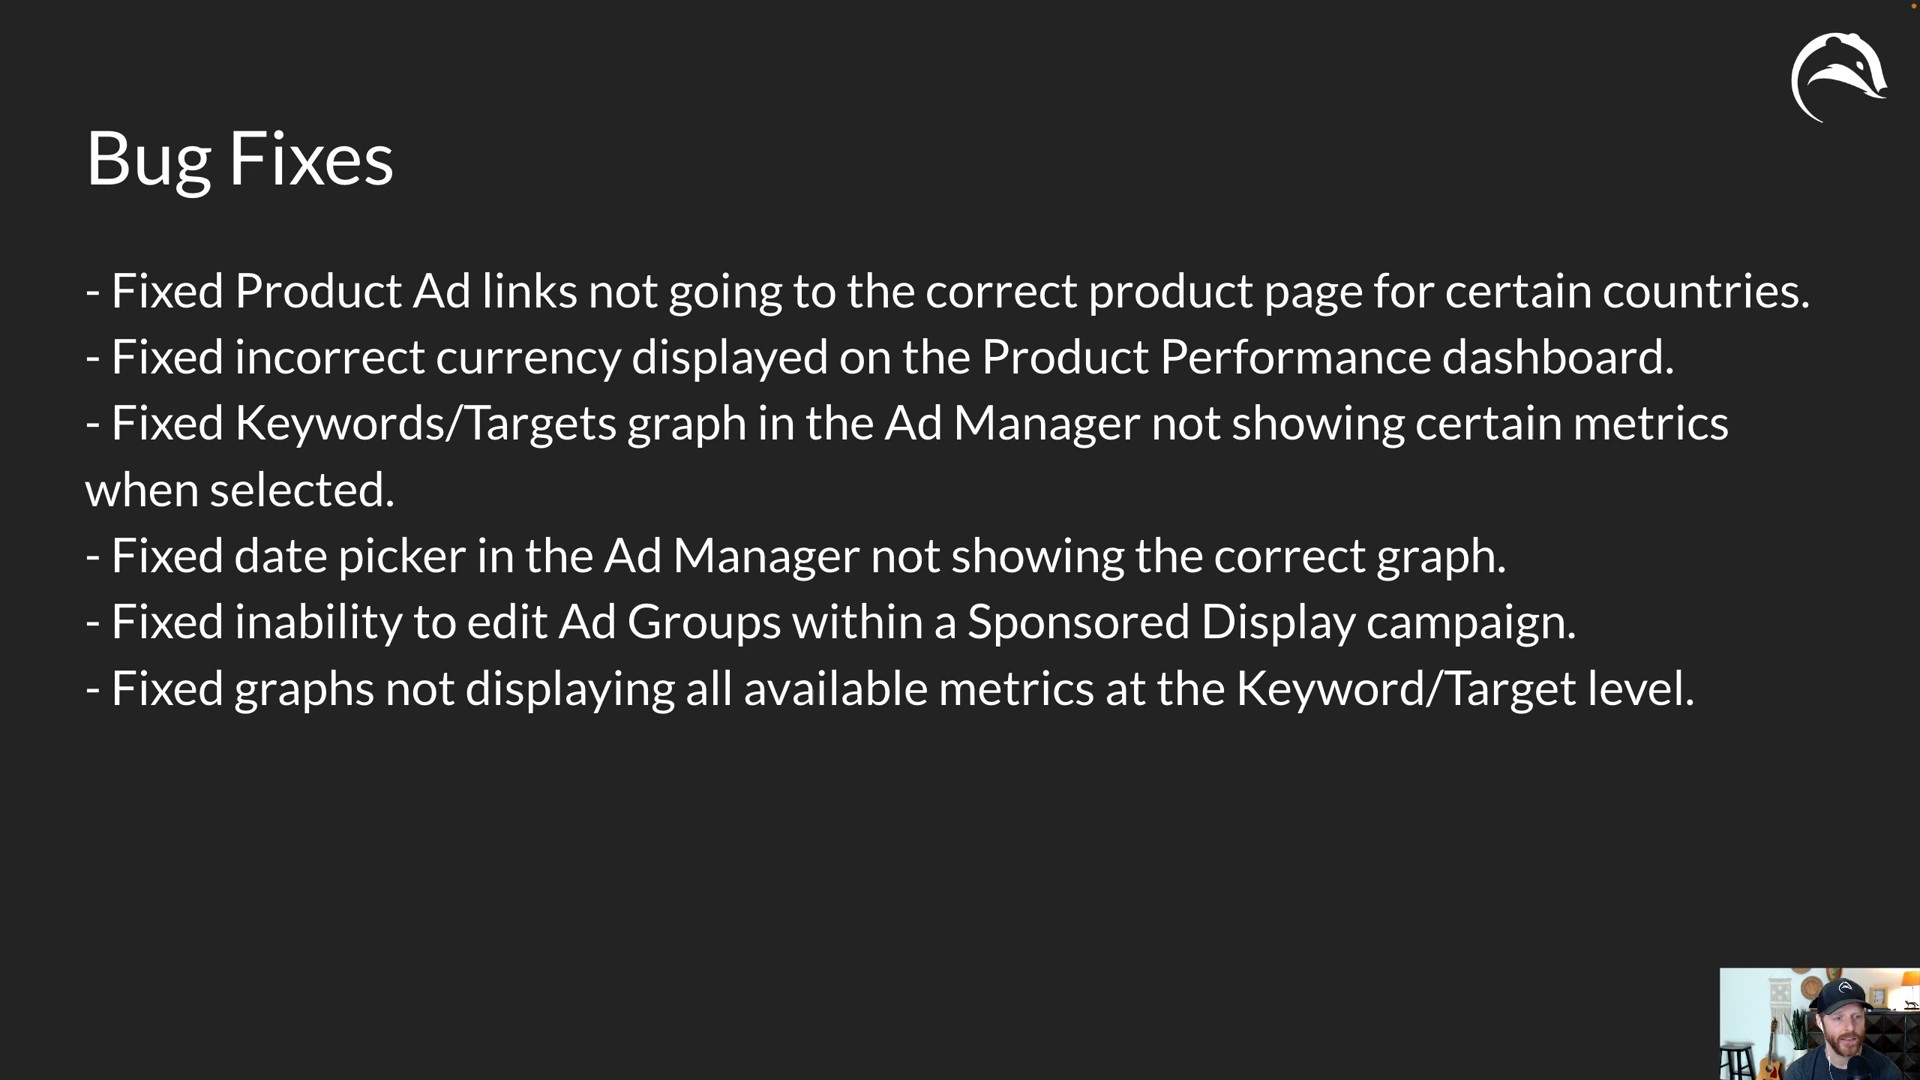 Bug Fixes
- Fixed Product Ad links not going to the correct product page for certain countries.
- Fixed incorrect currency displayed on the Product Performance dashboard.
- Fixed Keywords/Targets graph in the Ad Manager not showing certain metrics
when selected.
- Fixed date picker in the Ad Manager not showing the correct graph.
- Fixed inability to edit Ad Groups within a Sponsored Display campaign.
- Fixed graphs not displaying all available metrics at the Keyword/Target level.